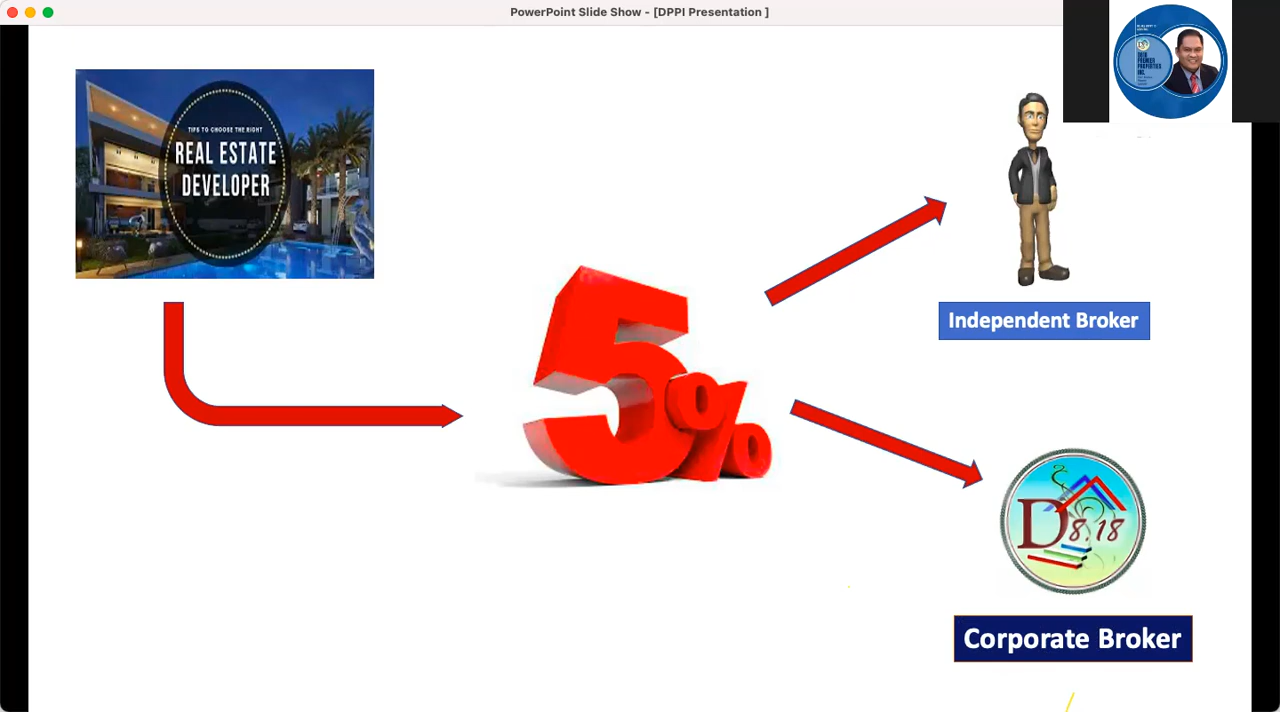 PowerPoint Slide Show - [DPPI Presentation ]
TIPS TO CHOOSE THE RIGHT
REAL ESTATE
DEVELOPER
5%
Independent Broker
D8.18
Corporate Broker